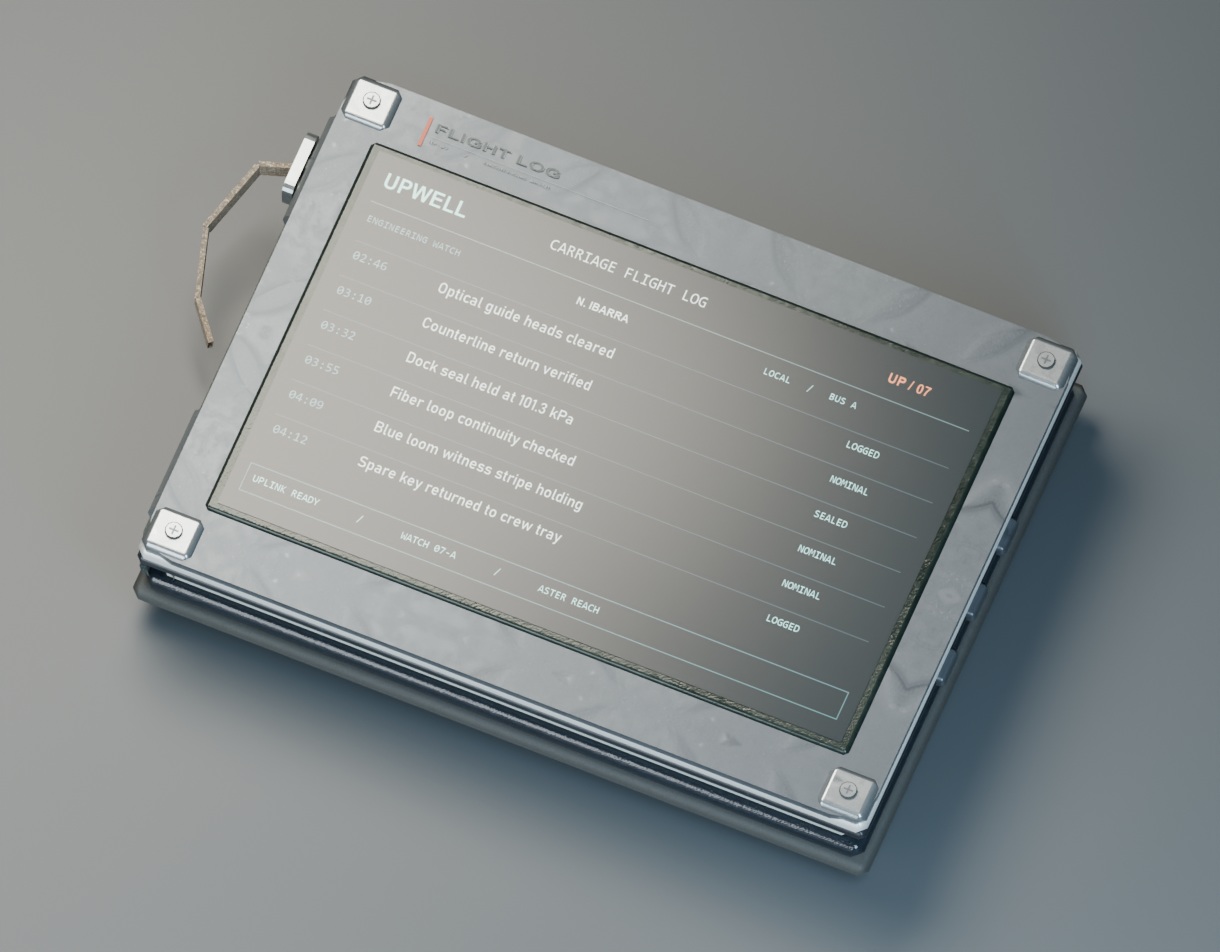 FLIGHT LOG
UPWELL CARRIAGE FLIGHT LOG UP / 07
ENGINEERING WATCH N. IBARRA LOCAL / BUS A
02:46 Optical guide heads cleared LOGGED
03:10 Counterline return verified NOMINAL
03:32 Dock seal held at 101.3 kPa SEALED
03:55 Fiber loop continuity checked NOMINAL
04:09 Blue loom witness stripe holding NOMINAL
04:12 Spare key returned to crew tray LOGGED
UPLINK READY / WATCH 07-A / ASTER REACH